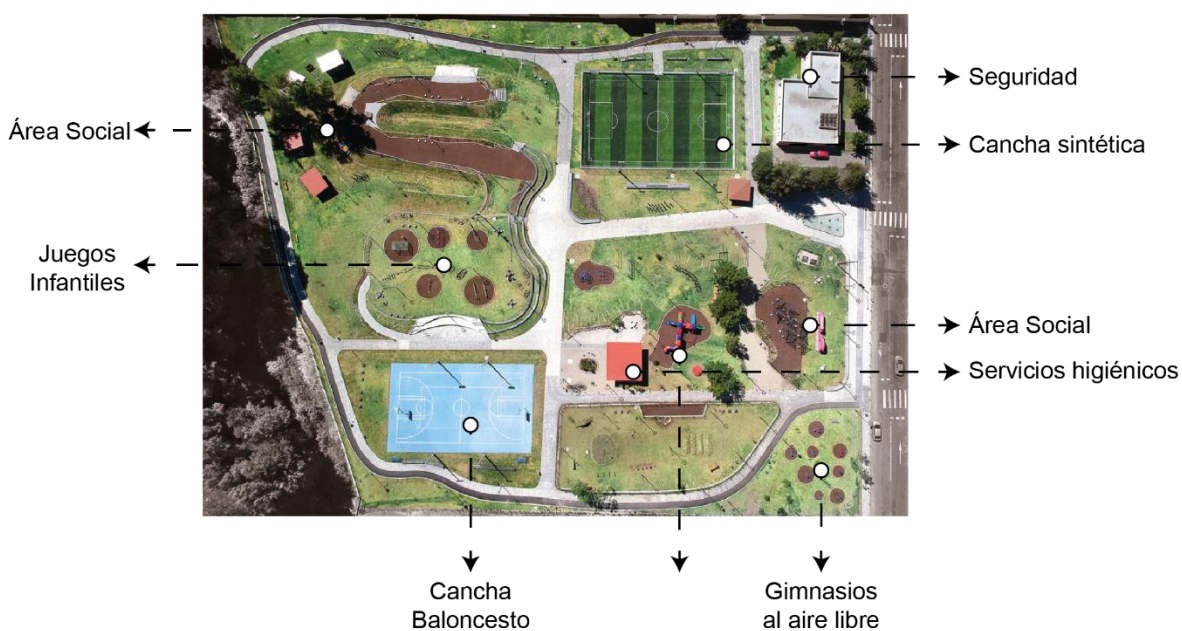 Seguridad
Área Social
Cancha sintética
Juegos
Infantiles
Área Social
Servicios higiénicos
Cancha
Baloncesto
Gimnasios
al aire libre